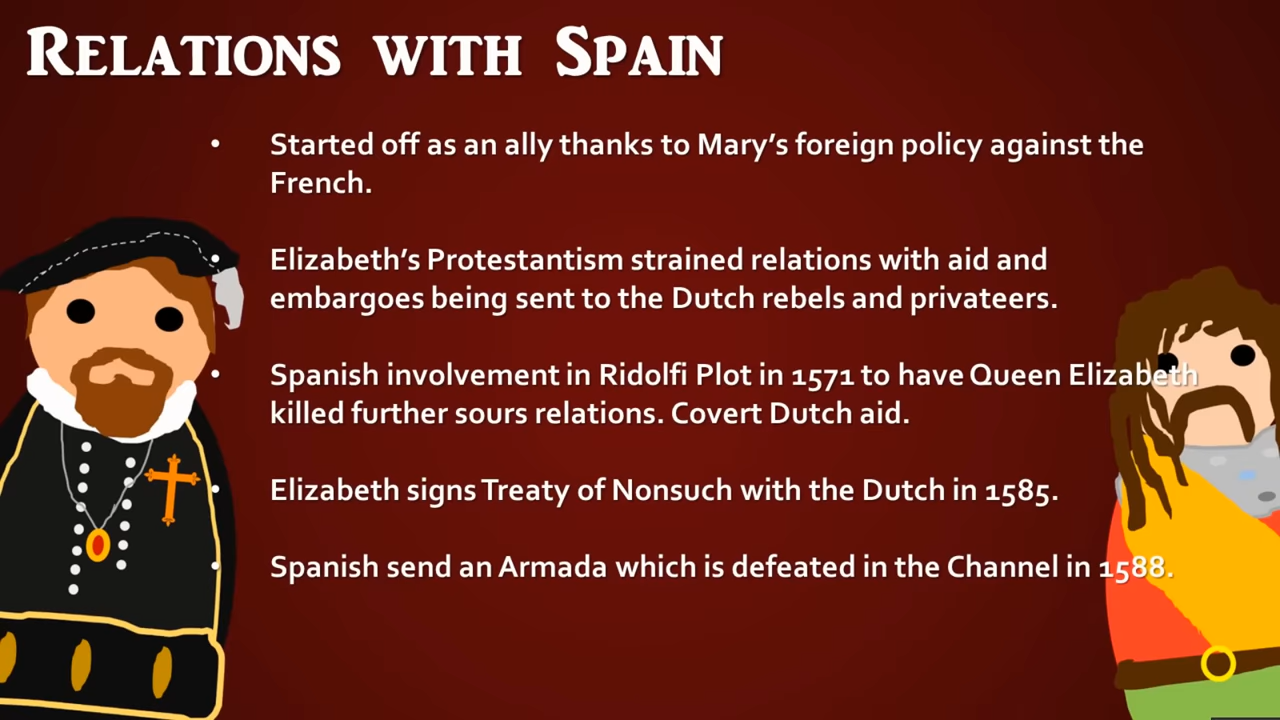 Relations with Spain
• Started off as an ally thanks to Mary’s foreign policy against the
French.
• Elizabeth’s Protestantism strained relations with aid and
embargoes being sent to the Dutch rebels and privateers.
• Spanish involvement in Ridolfi Plot in 1571 to have Queen Elizabeth
killed further sours relations. Covert Dutch aid.
• Elizabeth signs Treaty of Nonsuch with the Dutch in 1585.
• Spanish send an Armada which is defeated in the Channel in 1588.